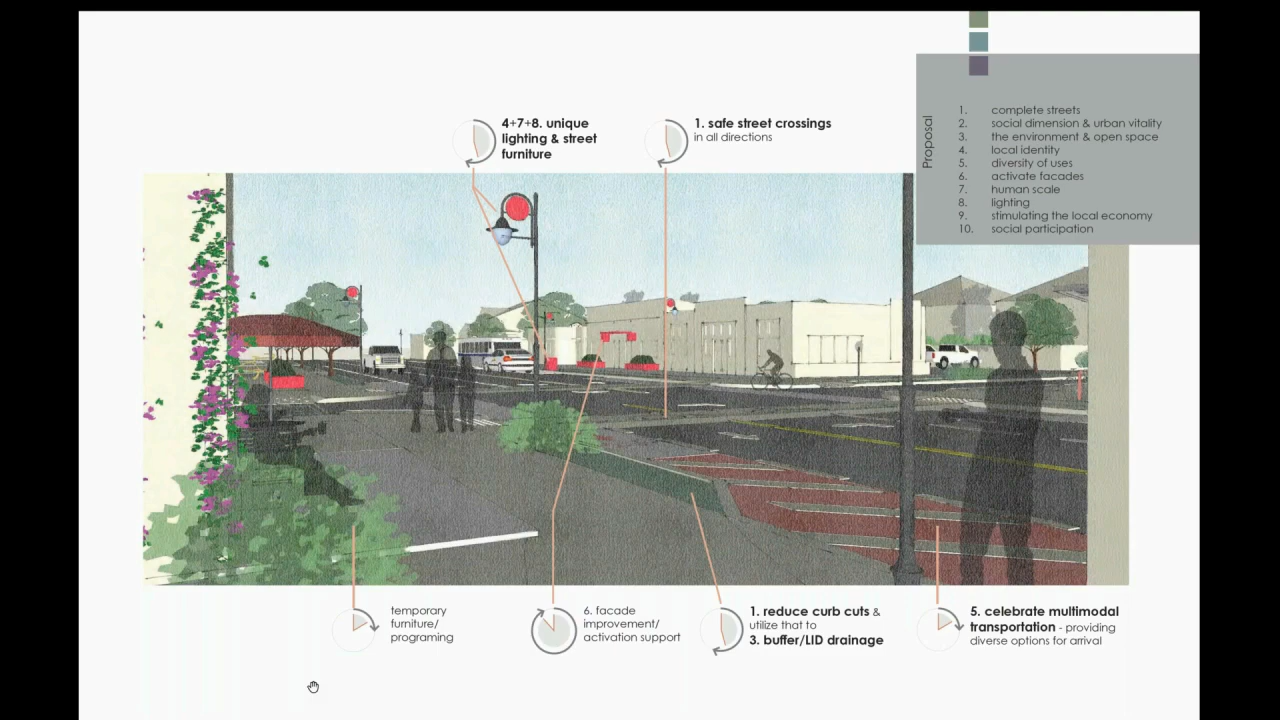 4+7+8. unique
lighting & street
furniture
1. safe street crossings
in all directions
Proposal
1. complete streets
2. social dimension & urban vitality
3. the environment & open space
4. local identity
5. diversity of uses
6. activate facades
7. human scale
8. lighting
9. stimulating the local economy
10. social participation
temporary
furniture/
programing
6. facade
improvement/
activation support
1. reduce curb cuts &
utilize that to
3. buffer/LID drainage
5. celebrate multimodal
transportation - providing
diverse options for arrival